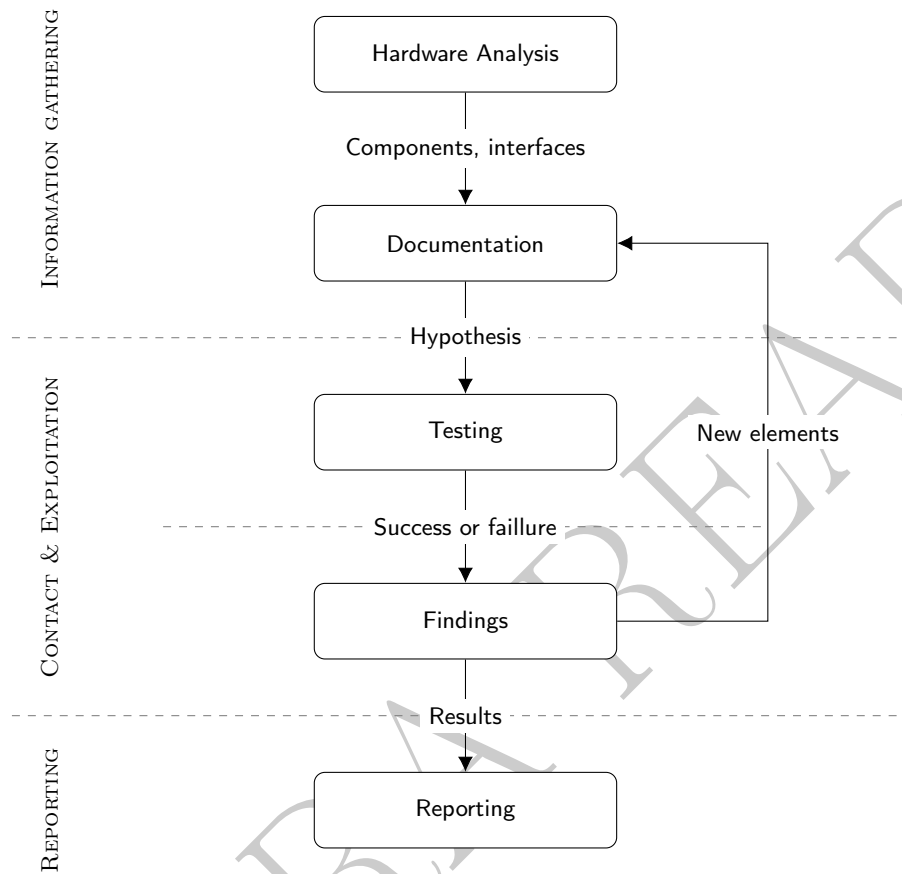 INFORMATION GATHERING
Hardware Analysis
Components, interfaces
Documentation
Hypothesis
CONTACT & EXPLOITATION
Testing
New elements
Success or faillure
Findings
Results
REPORTING
Reporting